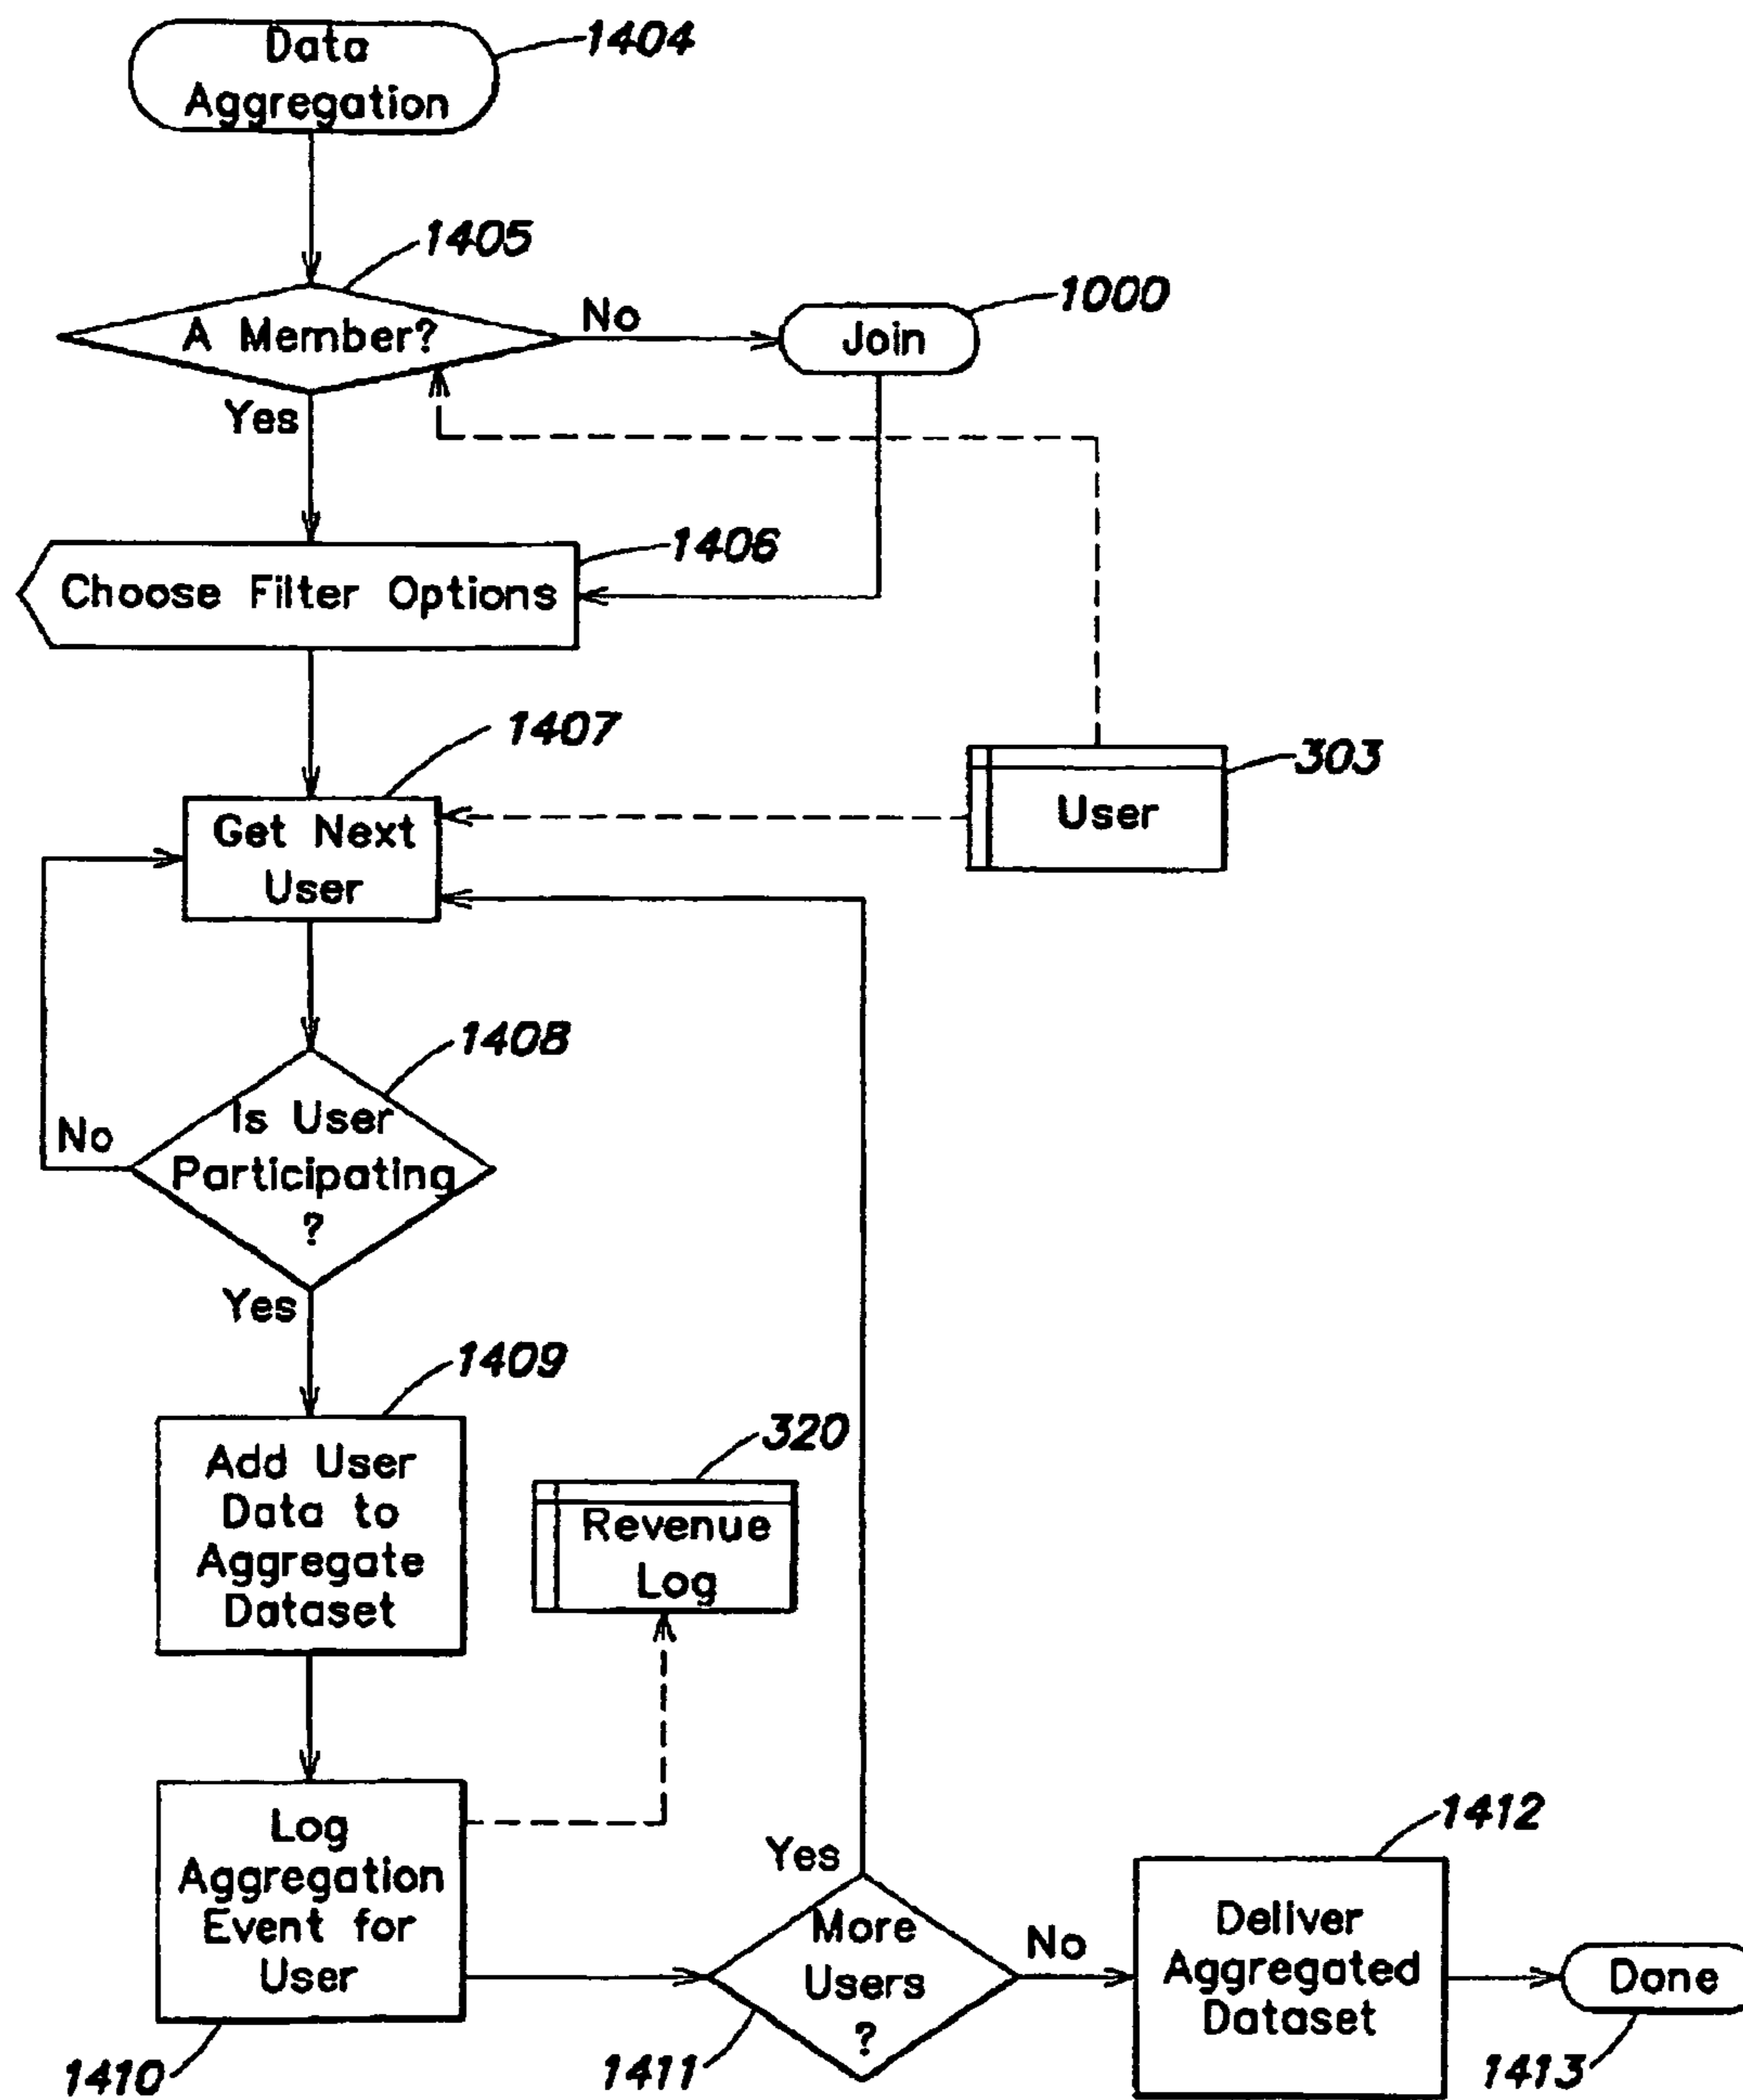 Data
Aggregation
1404
1405
A Member?
No
Join
1000
Yes
Choose Filter Options
1406
1407
Get Next
User
User
303
1408
Is User
Participating
?
No
Yes
1409
Add User
Data to
Aggregate
Dataset
320
Revenue
Log
Log
Aggregation
Event for
User
1410
Yes
More
Users
?
1411
No
1412
Deliver
Aggregated
Dataset
Done
1413